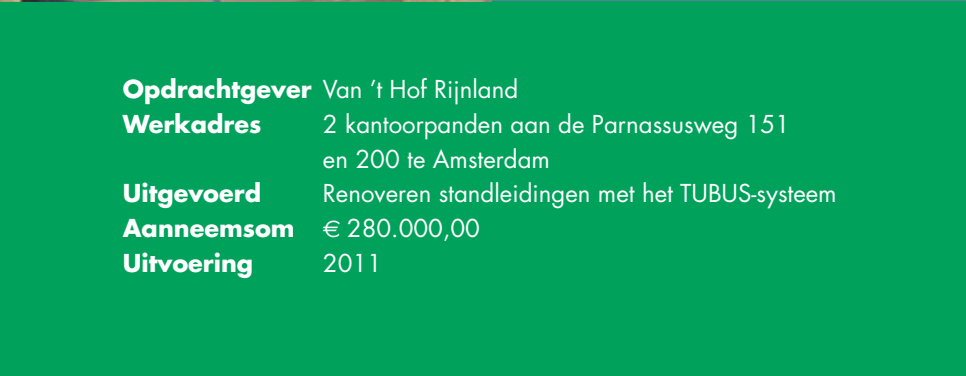 Opdrachtgever Van ’t Hof Rijnland
Werkadres 2 kantoorpanden aan de Parnassusweg 151
en 200 te Amsterdam
Uitgevoerd Renoveren standleidingen met het TUBUS-systeem
Aanneemsom € 280.000,00
Uitvoering 2011